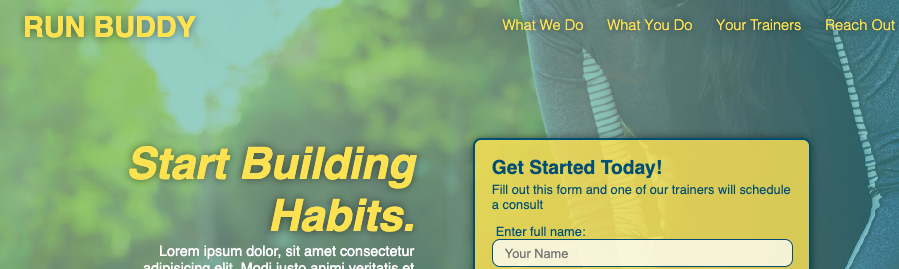 RUN BUDDY
What We Do
What You Do
Your Trainers
Reach Out
Start Building
Habits.
Lorem ipsum dolor, sit amet consectetur
adipisicing elit. Modi iusto animi veritatis et
Get Started Today!
Fill out this form and one of our trainers will schedule
a consult
Enter full name:
Your Name